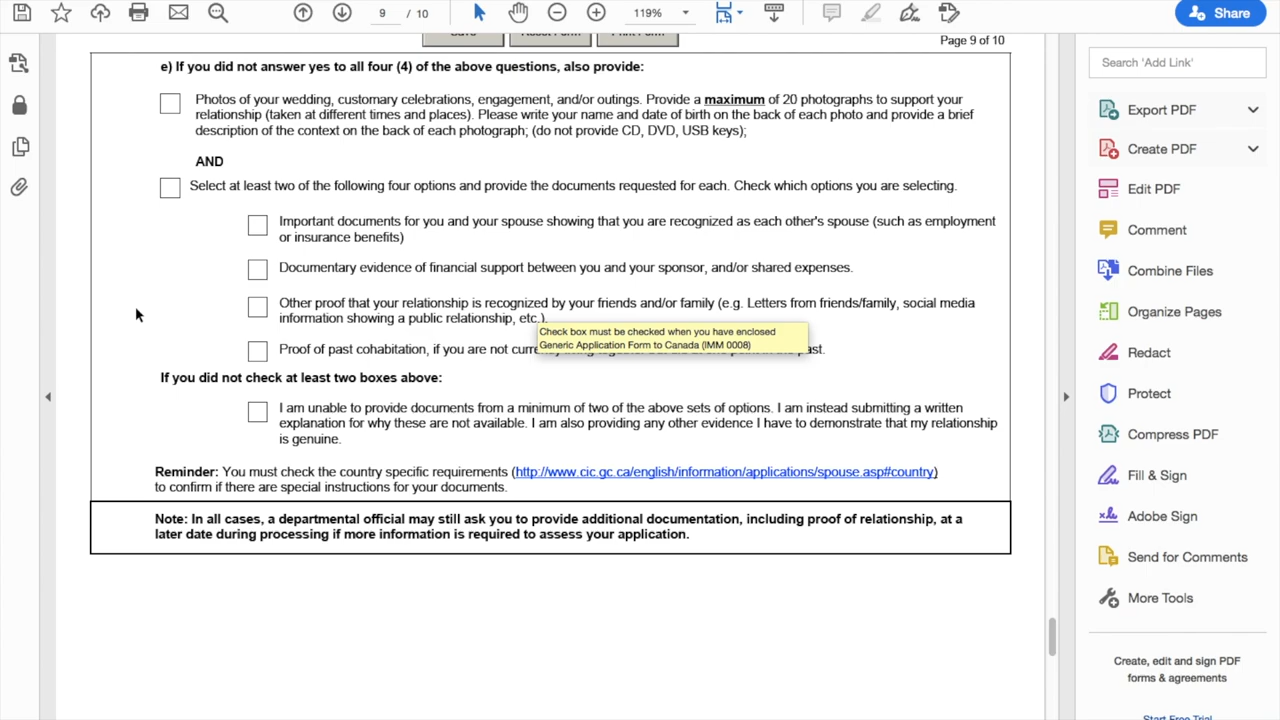 9 / 10
119%
Share
Page 9 of 10
e) If you did not answer yes to all four (4) of the above questions, also provide:
Photos of your wedding, customary celebrations, engagement, and/or outings. Provide a maximum of 20 photographs to support your
relationship (taken at different times and places). Please write your name and date of birth on the back of each photo and provide a brief
description of the context on the back of each photograph; (do not provide CD, DVD, USB keys);
AND
Select at least two of the following four options and provide the documents requested for each. Check which options you are selecting.
Important documents for you and your spouse showing that you are recognized as each other's spouse (such as employment
or insurance benefits)
Documentary evidence of financial support between you and your sponsor, and/or shared expenses.
Other proof that your relationship is recognized by your friends and/or family (e.g. Letters from friends/family, social media
information showing a public relationship, etc.)
Check box must be checked when you have enclosed
Generic Application Form to Canada (IMM 0008)
Proof of past cohabitation, if you are not past.
If you did not check at least two boxes above:
I am unable to provide documents from a minimum of two of the above sets of options. I am instead submitting a written
explanation for why these are not available. I am also providing any other evidence I have to demonstrate that my relationship
is genuine.
Reminder: You must check the country specific requirements (http://www.cic.gc.ca/english/information/applications/spouse.asp#country)
to confirm if there are special instructions for your documents.
Note: In all cases, a departmental official may still ask you to provide additional documentation, including proof of relationship, at a
later date during processing if more information is required to assess your application.
Search 'Add Link'
Export PDF
Create PDF
Edit PDF
Comment
Combine Files
Organize Pages
Redact
Protect
Compress PDF
Fill & Sign
Adobe Sign
Send for Comments
More Tools
Create, edit and sign PDF
forms & agreements
Start Free Trial